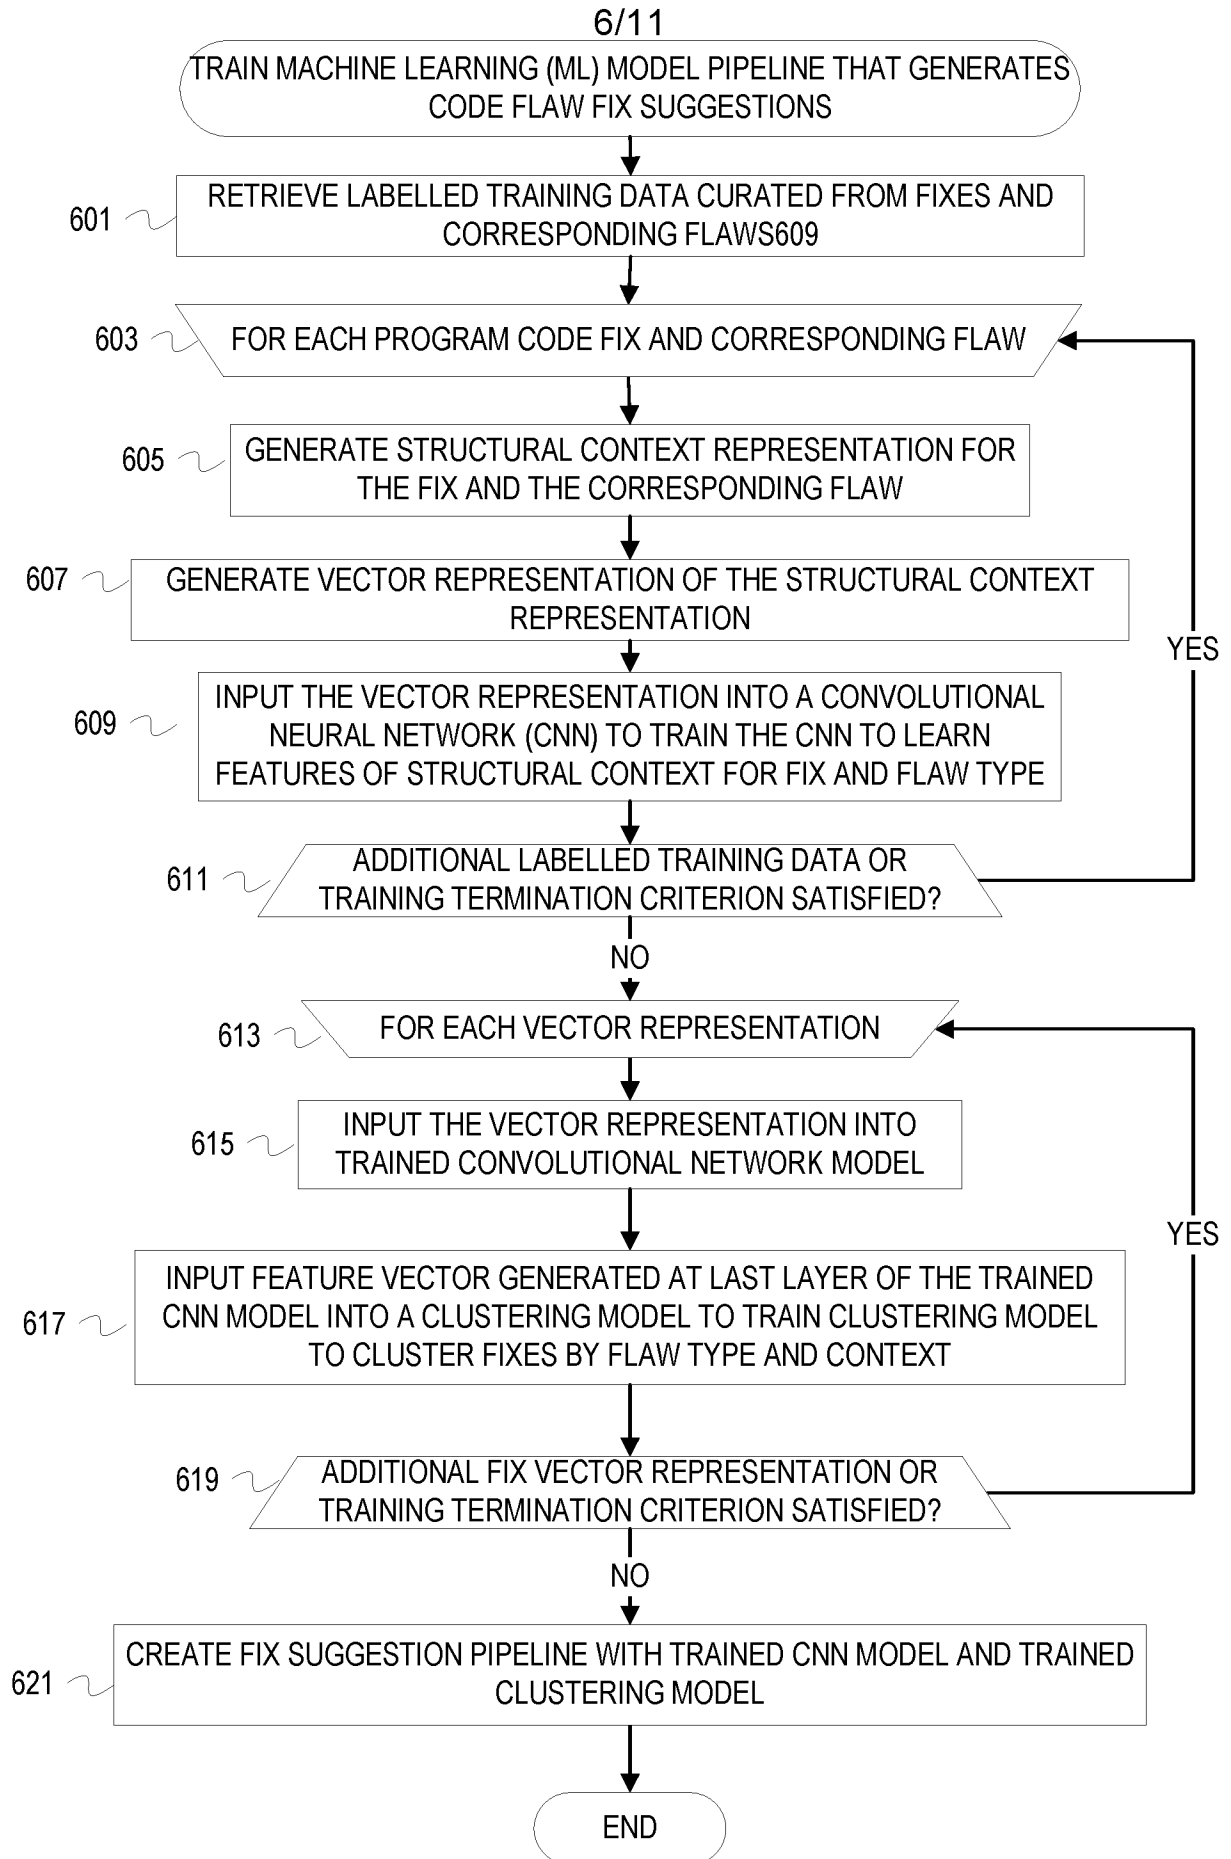 6/11
TRAIN MACHINE LEARNING (ML) MODEL PIPELINE THAT GENERATES
CODE FLAW FIX SUGGESTIONS
601
RETRIEVE LABELLED TRAINING DATA CURATED FROM FIXES AND
CORRESPONDING FLAWS609
603
FOR EACH PROGRAM CODE FIX AND CORRESPONDING FLAW
605
GENERATE STRUCTURAL CONTEXT REPRESENTATION FOR
THE FIX AND THE CORRESPONDING FLAW
607
GENERATE VECTOR REPRESENTATION OF THE STRUCTURAL CONTEXT
REPRESENTATION
YES
609
INPUT THE VECTOR REPRESENTATION INTO A CONVOLUTIONAL
NEURAL NETWORK (CNN) TO TRAIN THE CNN TO LEARN
FEATURES OF STRUCTURAL CONTEXT FOR FIX AND FLAW TYPE
611
ADDITIONAL LABELLED TRAINING DATA OR
TRAINING TERMINATION CRITERION SATISFIED?
NO
613
FOR EACH VECTOR REPRESENTATION
615
INPUT THE VECTOR REPRESENTATION INTO
TRAINED CONVOLUTIONAL NETWORK MODEL
YES
617
INPUT FEATURE VECTOR GENERATED AT LAST LAYER OF THE TRAINED
CNN MODEL INTO A CLUSTERING MODEL TO TRAIN CLUSTERING MODEL
TO CLUSTER FIXES BY FLAW TYPE AND CONTEXT
619
ADDITIONAL FIX VECTOR REPRESENTATION OR
TRAINING TERMINATION CRITERION SATISFIED?
NO
621
CREATE FIX SUGGESTION PIPELINE WITH TRAINED CNN MODEL AND TRAINED
CLUSTERING MODEL
END